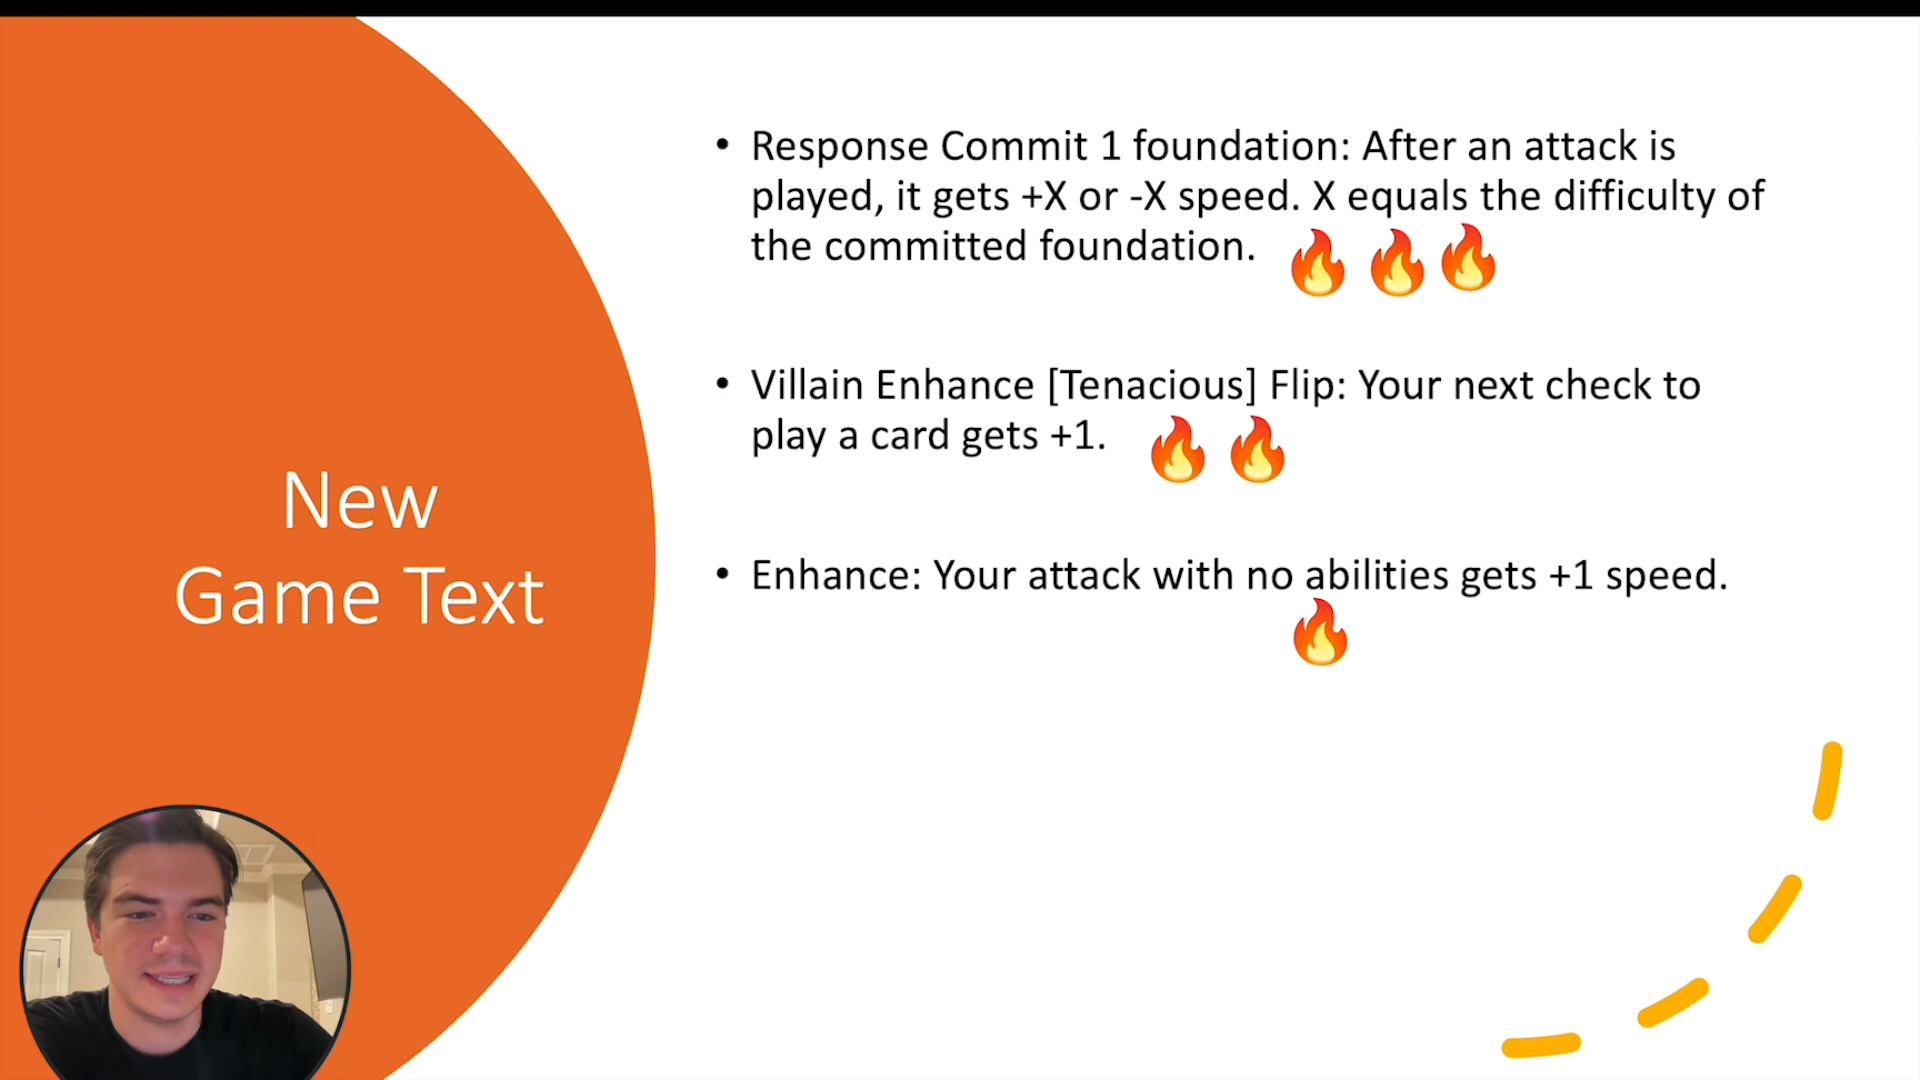 New
Game Text
• Response Commit 1 foundation: After an attack is
played, it gets +X or -X speed. X equals the difficulty of
the committed foundation. 🔥 🔥 🔥
• Villain Enhance [Tenacious] Flip: Your next check to
play a card gets +1. 🔥 🔥
• Enhance: Your attack with no abilities gets +1 speed.
🔥